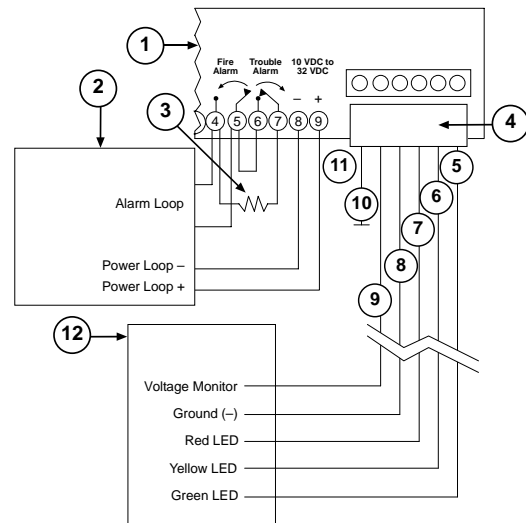 1
Fire Alarm
Trouble Alarm
10 VDC to 32 VDC
– +
4 5 6 7 8 9
2
3
4
Alarm Loop
Power Loop –
Power Loop +
11
10
5
6
7
8
9
12
Voltage Monitor
Ground (–)
Red LED
Yellow LED
Green LED